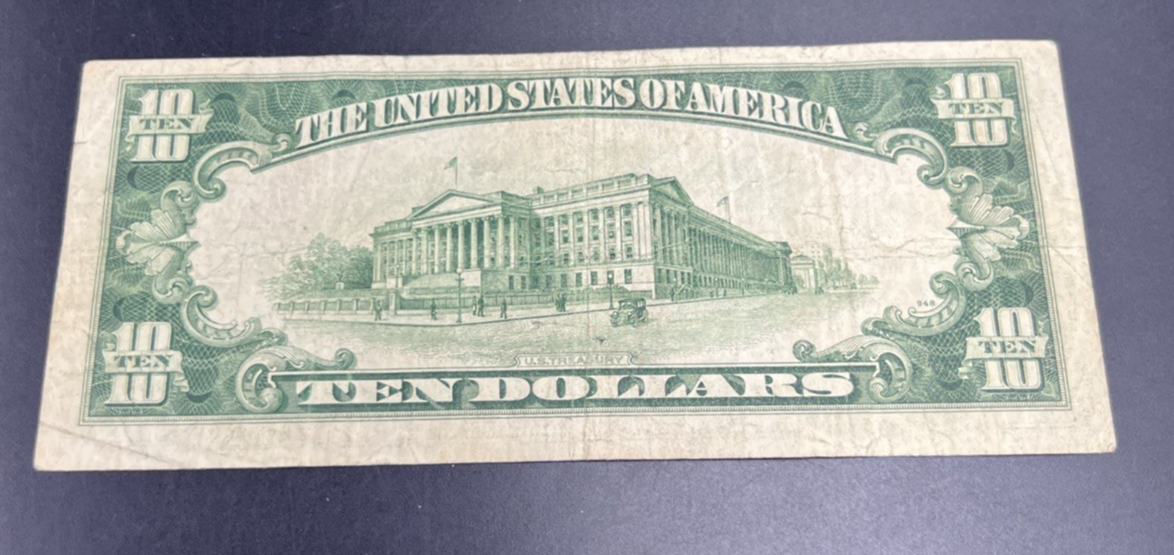 THE UNITED STATES OF AMERICA
10 TEN 10
10 TEN 10
948
10 TEN 10
10 TEN 10
U.S. TREASURY
TEN DOLLARS